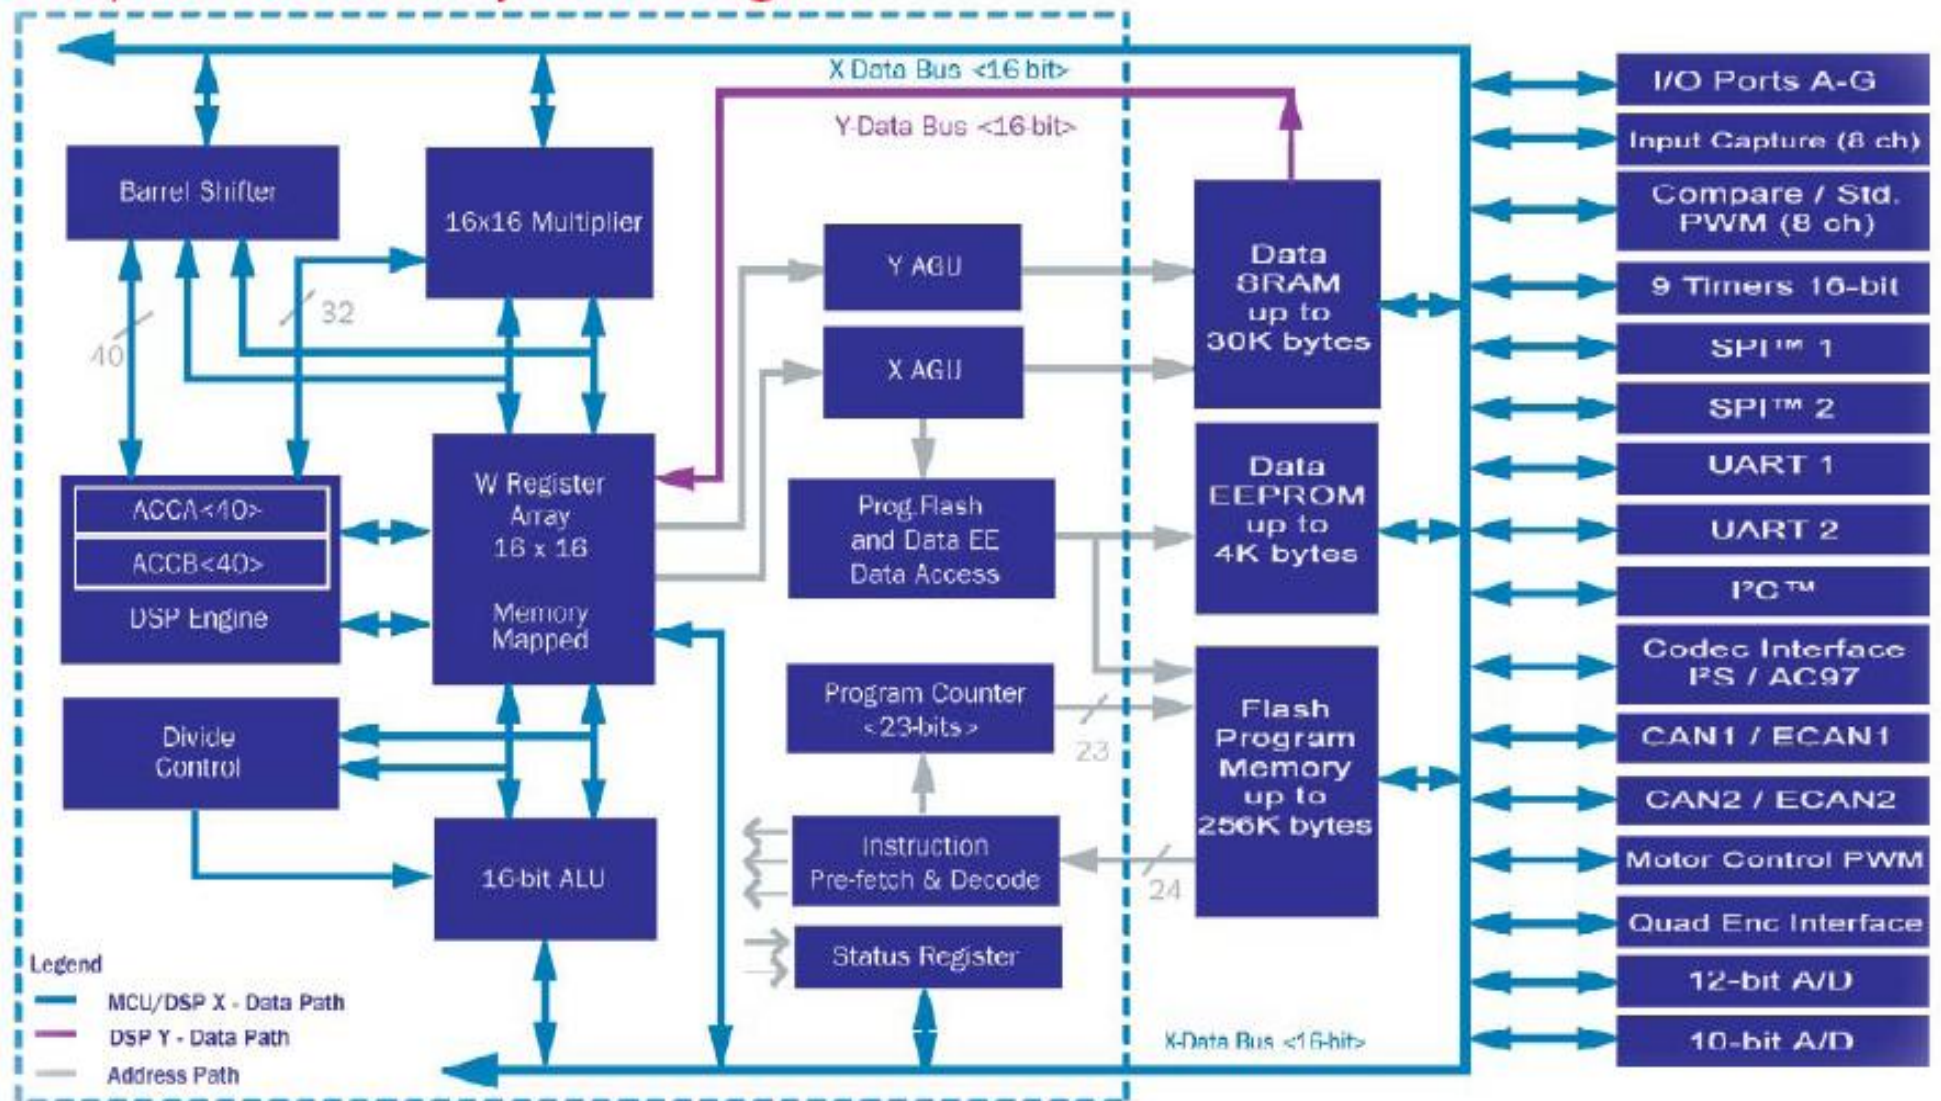 X Data Bus <16 bit>
Y-Data Bus <16-bit>
Barrel Shifter
16x16 Multiplier
40
32
Y AGU
X AGU
Data
SRAM
up to
30K bytes
ACCA<40>
ACCB<40>
DSP Engine
W Register
Array
16 x 16
Memory
Mapped
Prog.Flash
and Data EE
Data Access
Data
EEPROM
up to
4K bytes
Divide
Control
16-bit ALU
Program Counter
<23-bits>
23
Instruction
Pre-fetch & Decode
24
Status Register
Flash
Program
Memory
up to
256K bytes
X-Data Bus <16-bit>
Legend
MCU/DSP X - Data Path
DSP Y - Data Path
Address Path
I/O Ports A-G
Input Capture (8 ch)
Compare / Std.
PWM (8 ch)
9 Timers 16-bit
SPI™ 1
SPI™ 2
UART 1
UART 2
I²C™
Codec Interface
I²S / AC97
CAN1 / ECAN1
CAN2 / ECAN2
Motor Control PWM
Quad Enc Interface
12-bit A/D
10-bit A/D